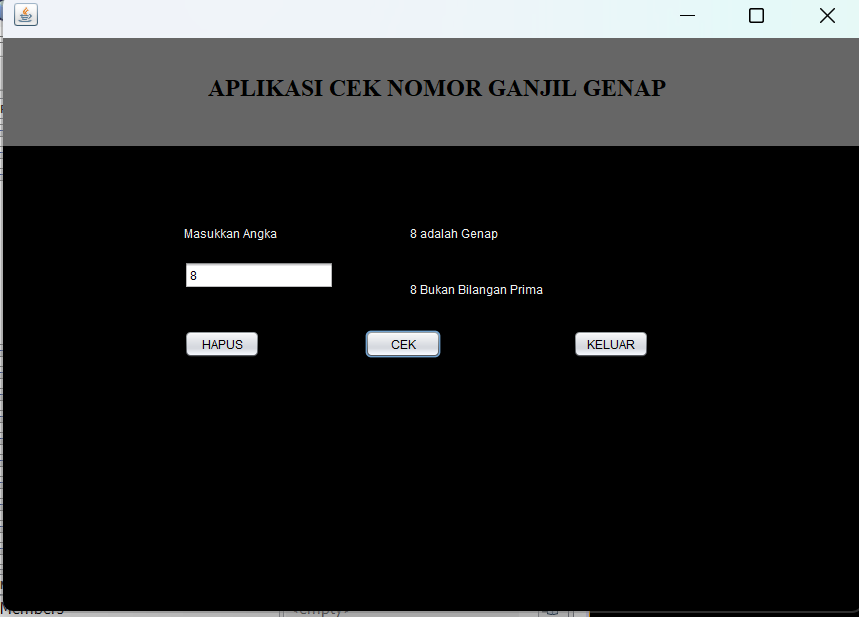 APLIKASI CEK NOMOR GANJIL GENAP
Masukkan Angka
8 adalah Genap
8
8 Bukan Bilangan Prima
HAPUS
CEK
KELUAR